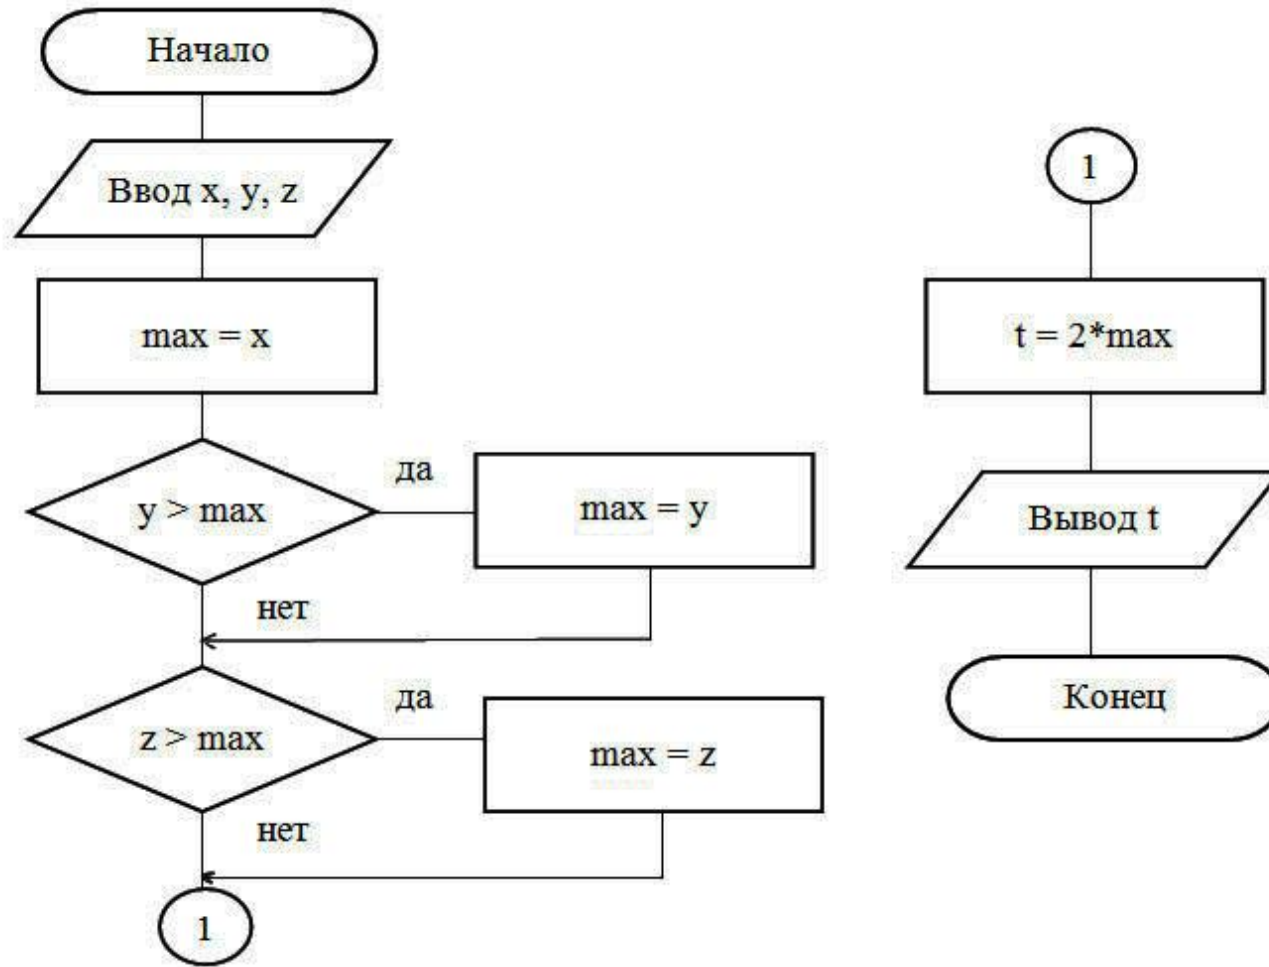 Начало
Ввод x, y, z
max = x
y > max
да
max = y
нет
z > max
да
max = z
нет
1
1
t = 2*max
Вывод t
Конец